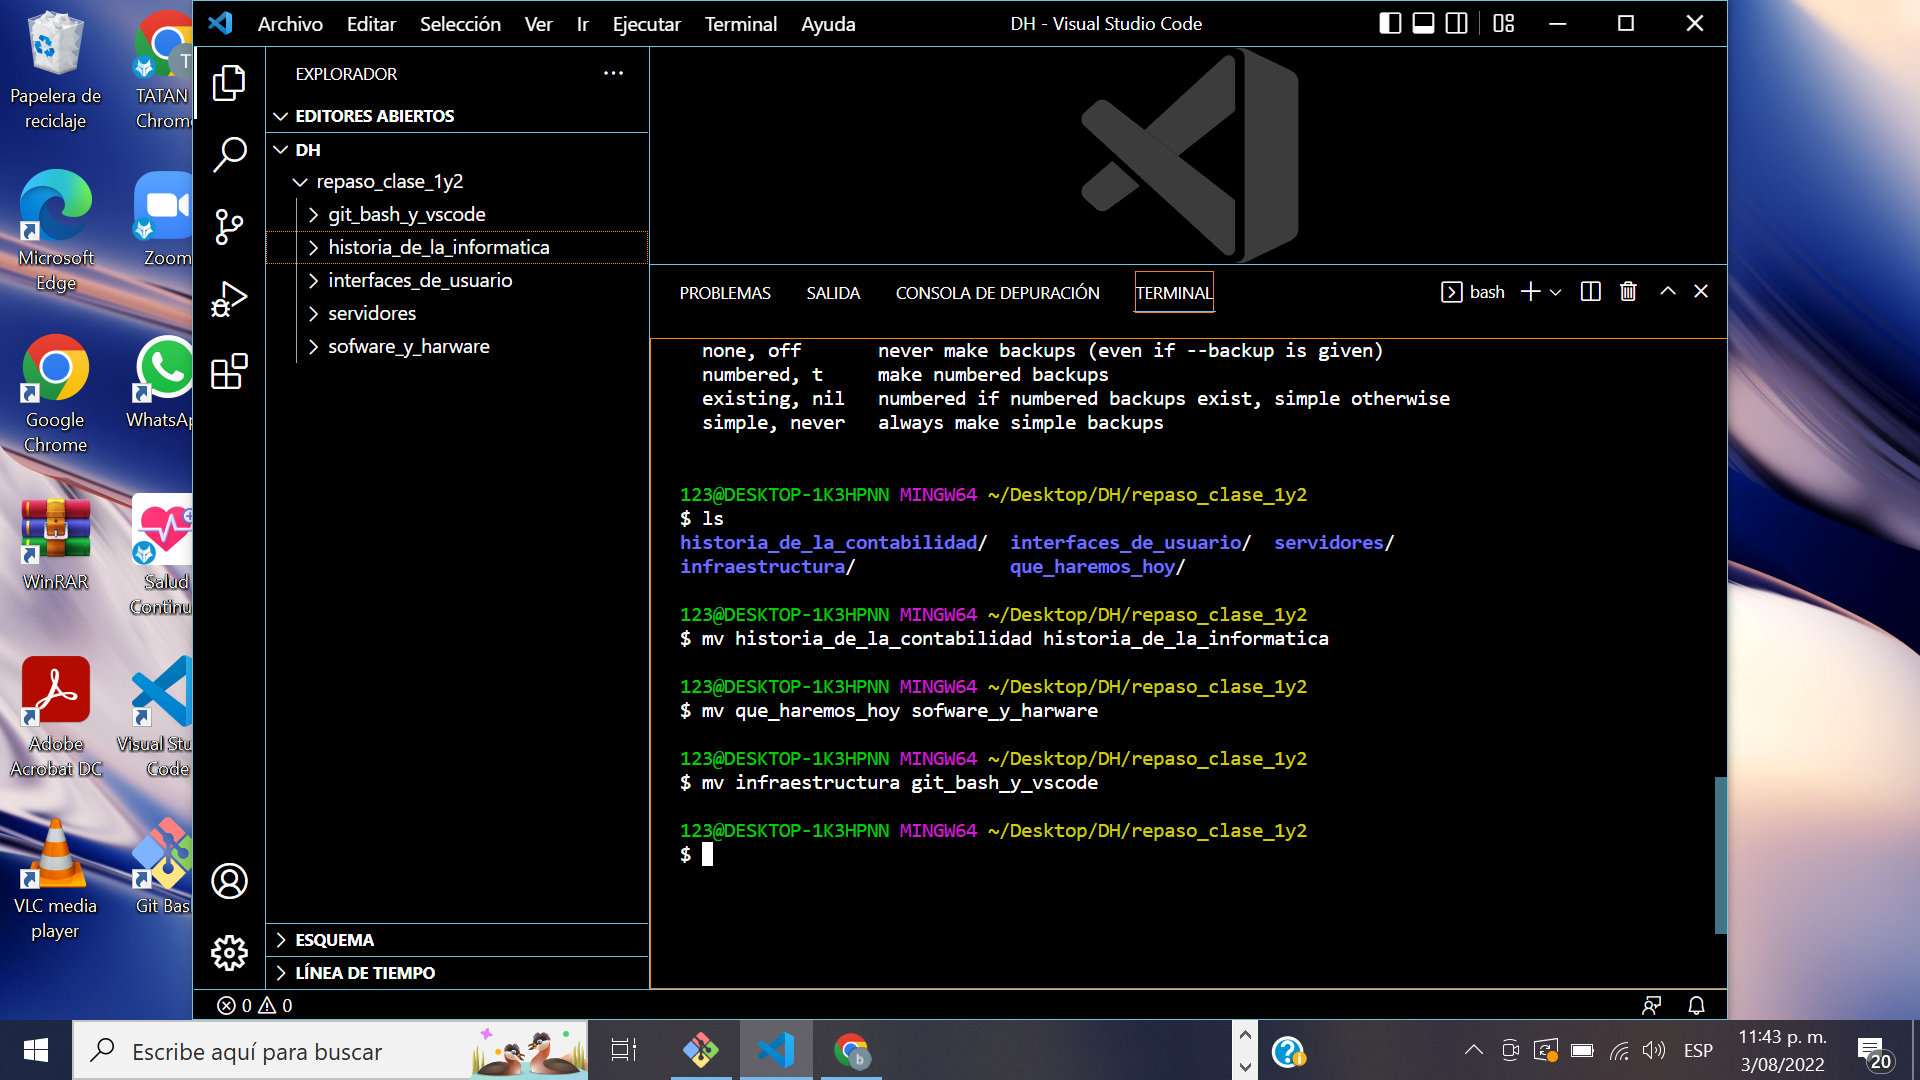 Papelera de
reciclaje
TATAN
Chrome
Microsoft
Edge
Zoom
Google
Chrome
WhatsAp
WinRAR
Salud
Continu
Adobe
Acrobat DC
Visual Stu
Code
VLC media
player
Git Bas
Archivo Editar Selección Ver Ir Ejecutar Terminal Ayuda
DH - Visual Studio Code
EXPLORADOR
EDITORES ABIERTOS
DH
repaso_clase_1y2
git_bash_y_vscode
historia_de_la_informatica
interfaces_de_usuario
servidores
sofware_y_harware
ESQUEMA
LÍNEA DE TIEMPO
PROBLEMAS SALIDA CONSOLA DE DEPURACIÓN TERMINAL
bash
none, off never make backups (even if --backup is given)
numbered, t make numbered backups
existing, nil numbered if numbered backups exist, simple otherwise
simple, never always make simple backups
123@DESKTOP-1K3HPNN MINGW64 ~/Desktop/DH/repaso_clase_1y2
$ ls
historia_de_la_contabilidad/ interfaces_de_usuario/ servidores/
infraestructura/ que_haremos_hoy/
123@DESKTOP-1K3HPNN MINGW64 ~/Desktop/DH/repaso_clase_1y2
$ mv historia_de_la_contabilidad historia_de_la_informatica
123@DESKTOP-1K3HPNN MINGW64 ~/Desktop/DH/repaso_clase_1y2
$ mv que_haremos_hoy sofware_y_harware
123@DESKTOP-1K3HPNN MINGW64 ~/Desktop/DH/repaso_clase_1y2
$ mv infraestructura git_bash_y_vscode
123@DESKTOP-1K3HPNN MINGW64 ~/Desktop/DH/repaso_clase_1y2
$
0 0
Escribe aquí para buscar
ESP
11:43 p. m.
3/08/2022
20